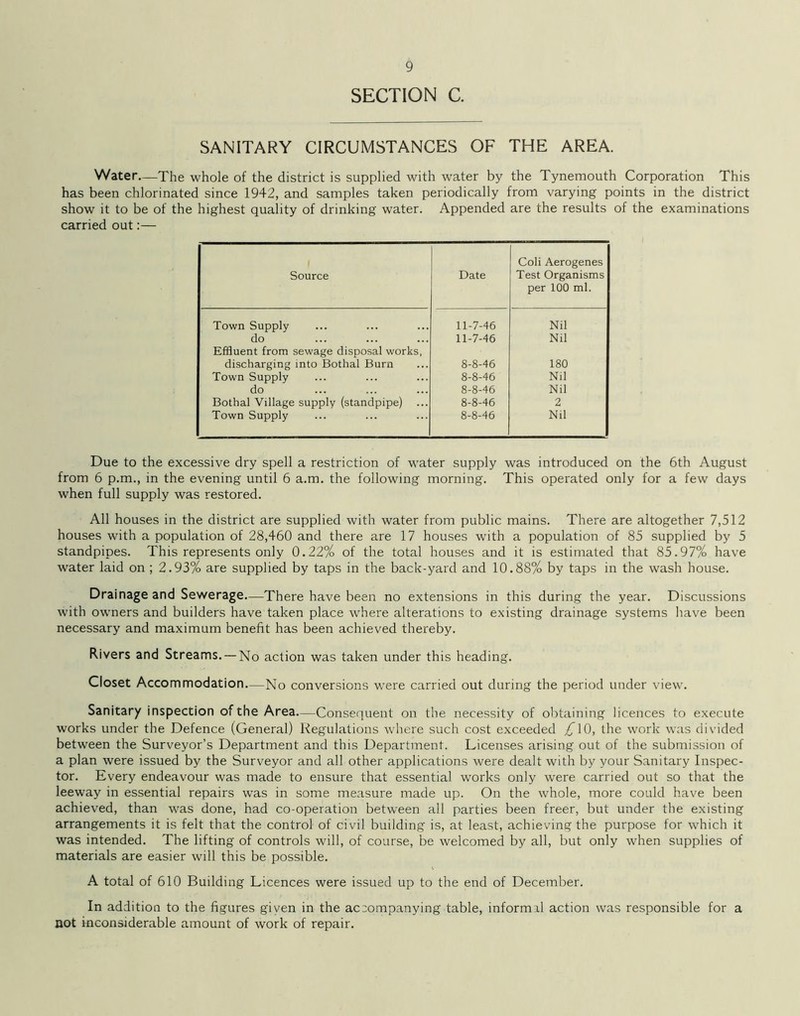 9
SECTION C.
SANITARY CIRCUMSTANCES OF THE AREA.
Water.—The whole of the district is supplied with water by the Tynemouth Corporation This
has been chlorinated since 1942, and samples taken periodically from varying points in the district
show it to be of the highest quality of drinking water. Appended are the results of the examinations
carried out:—
Source Date Coli Aerogenes Test Organisms per 100 ml.
Town Supply ... ... ... 11-7-46 Nil
do ... ... ... 11-7-46 Nil
Effluent from sewage disposal works,
discharging into Bothal Burn ... 8-8-46 180
Town Supply ... ... ... 8-8-46 Nil
do ... ... ... 8-8-46 Nil
Bothal Village supply (standpipe) ... 8-8-46 2
Town Supply ... ... ... 8-8-46 Nil
Due to the excessive dry spell a restriction of water supply was introduced on the 6th August
from 6 p.m., in the evening until 6 a.m. the following morning. This operated only for a few days
when full supply was restored.
All houses in the district are supplied with water from public mains. There are altogether 7,512
houses with a population of 28,460 and there are 17 houses with a population of 85 supplied by 5
standpipes. This represents only 0.22% of the total houses and it is estimated that 85.97% have
water laid on; 2.93% are supplied by taps in the back-yard and 10.88% by taps in the wash house.
Drainage and Sewerage.—There have been no extensions in this during the year. Discussions
with owners and builders have taken place where alterations to existing drainage systems have been
necessary and maximum benefit has been achieved thereby.
Rivers and Streams.—No action was taken under this heading.
Closet Accommodation.—No conversions were carried out during the period under view.
Sanitary inspection of the Area.—Consequent on the necessity of obtaining licences to execute
works under the Defence (General) Regulations where such cost exceeded £10, the work was divided
between the Surveyor's Department and this Department. Licenses arising out of the submission of
a plan were issued by the Surveyor and all other applications were dealt with by your Sanitary Inspec-
tor. Every endeavour was made to ensure that essential works only were carried out so that the
leeway in essential repairs was in some measure made up. On the whole, more could have been
achieved, than was done, had co-operation between all parties been freer, but under the existing
arrangements it is felt that the control of civil building is, at least, achieving the purpose for which it
was intended. The lifting of controls will, of course, be welcomed by all, but only when supplies of
materials are easier will this be possible.
A total of 610 Building Licences were issued up to the end of December.
In addition to the figures given in the accompanying table, informal action was responsible for a
not inconsiderable amount of work of repair.